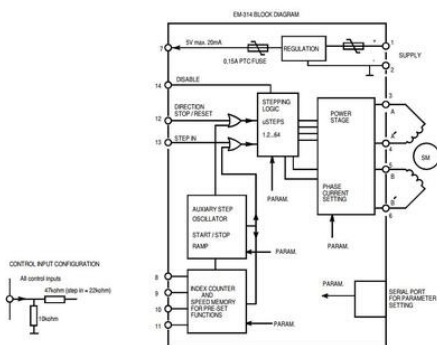 EM-314 BLOCK DIAGRAM
7
5V max. 20mA
0,15A PTC FUSE
REGULATION
+
1
-
2
SUPPLY
14
DISABLE
12
DIRECTION
STOP / RESET
13
STEP IN
STEPPING
LOGIC
uSTEPS
1.2...64
PARAM.
POWER
STAGE
PHASE
CURRENT
SETTING
PARAM.
3
A
A'
4
5
B
B'
6
SM
AUXIARY STEP
OSCILLATOR
START / STOP
RAMP
PARAM.
8
9
10
11
INDEX COUNTER
AND
SPEED MEMORY
FOR PRE-SET
FUNCTIONS
PARAM.
PARAM.
SERIAL PORT
FOR PARAMETER
SETTING
CONTROL INPUT CONFIGURATION
All control inputs
47kohm (step in = 22kohm)
10kohm